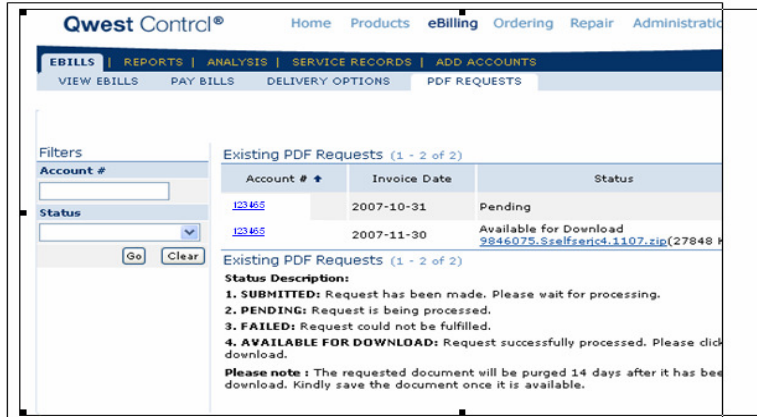 Qwest Control®
Home Products eBilling Ordering Repair Administratio
EBILLS | REPORTS | ANALYSIS | SERVICE RECORDS | ADD ACCOUNTS
VIEW EBILLS PAY BILLS DELIVERY OPTIONS PDF REQUESTS
Filters
Account #
Status
Go Clear
Existing PDF Requests (1 - 2 of 2)
Account # Invoice Date Status
123465 2007-10-31 Pending
123465 2007-11-30 Available for Download
9846075.Sselfserjc4.1107.zip(27848 K
Existing PDF Requests (1 - 2 of 2)
Status Description:
1. SUBMITTED: Request has been made. Please wait for processing.
2. PENDING: Request is being processed.
3. FAILED: Request could not be fulfilled.
4. AVAILABLE FOR DOWNLOAD: Request successfully processed. Please click
download.
Please note : The requested document will be purged 14 days after it has bee
download. Kindly save the document once it is available.